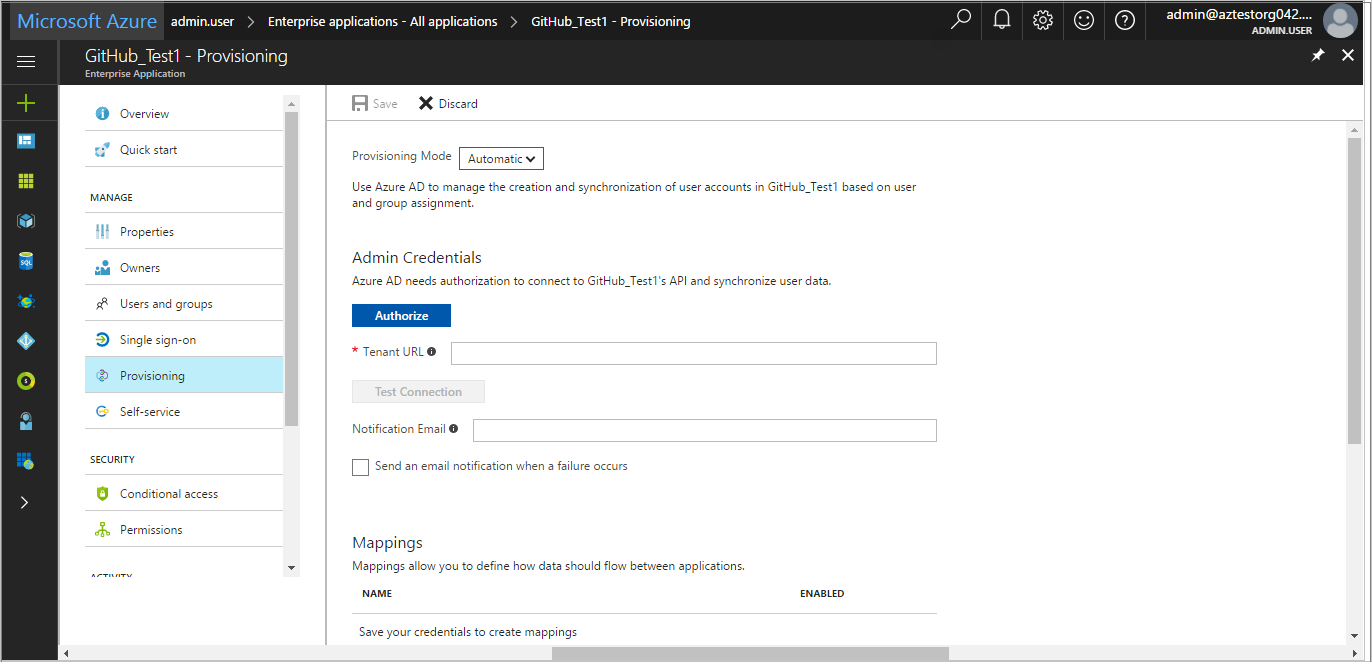 Microsoft Azure admin.user > Enterprise applications - All applications > GitHub_Test1 - Provisioning
admin@aztestorg042....
ADMIN.USER
GitHub_Test1 - Provisioning
Enterprise Application
Overview
Quick start
MANAGE
Properties
Owners
Users and groups
Single sign-on
Provisioning
Self-service
SECURITY
Conditional access
Permissions
ACTIVITY
Save Discard
Provisioning Mode Automatic
Use Azure AD to manage the creation and synchronization of user accounts in GitHub_Test1 based on user
and group assignment.
Admin Credentials
Azure AD needs authorization to connect to GitHub_Test1's API and synchronize user data.
Authorize
* Tenant URL
Test Connection
Notification Email
Send an email notification when a failure occurs
Mappings
Mappings allow you to define how data should flow between applications.
NAME ENABLED
Save your credentials to create mappings